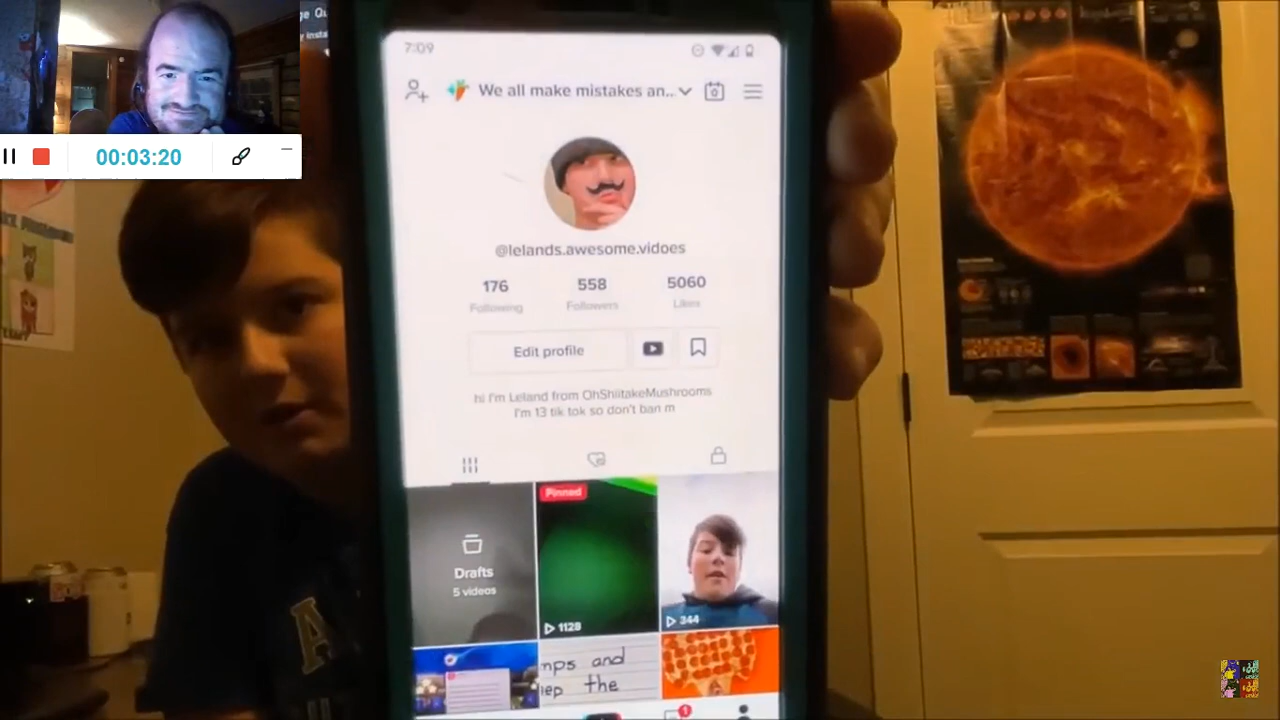 00:03:20
7:09
We all make mistakes an..
@lelands.awesome.vidoes
176 558 5060
Following Followers Likes
Edit profile
hi I'm Leland from OhShiitakeMushrooms
I'm 13 tik tok so don't ban m
Pinned
Drafts
5 videos
1128
344
mps and
the
1
A